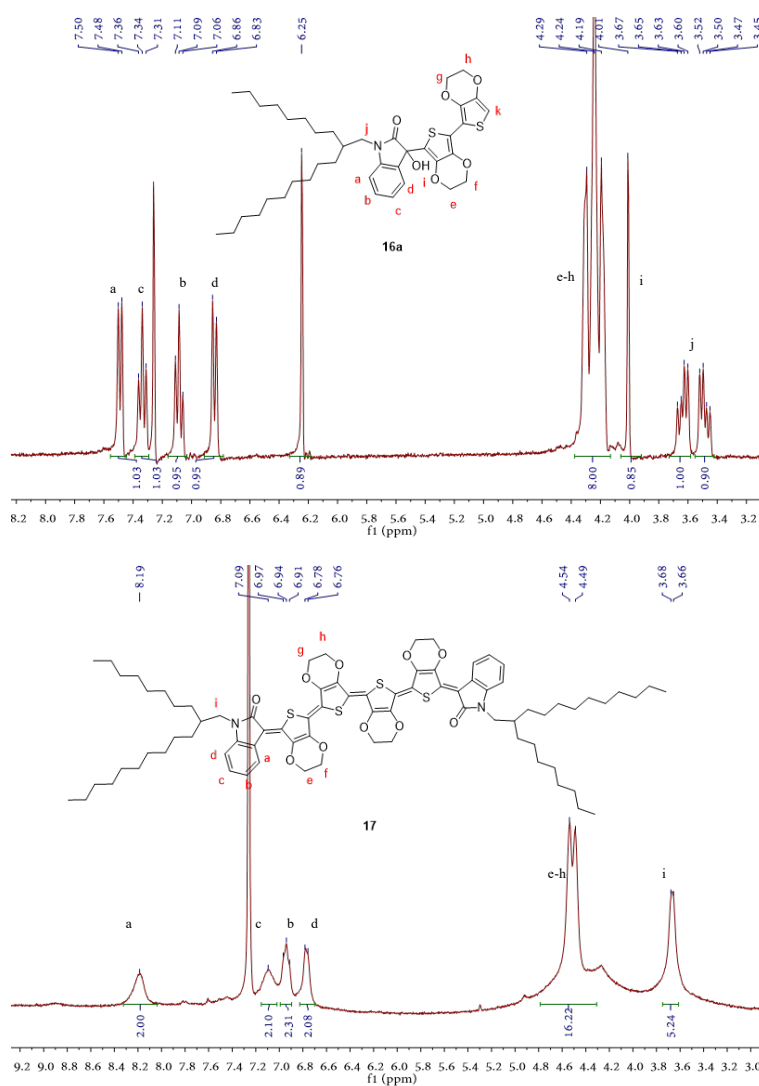 7.50 7.48 7.36 7.34 7.31 7.11 7.09 7.06 6.86 6.83 6.25 4.29 4.24 4.19 4.01 3.67 3.65 3.63 3.60 3.52 3.50 3.47 3.45
h
g
O
O
k
S
j
O
S
N
OH
O
a
d
i
O
f
b
c
e
16a
a c b d e-h i j
1.03 1.03 0.95 0.95 0.89 8.00 0.85 1.00 0.90
8.2 8.0 7.8 7.6 7.4 7.2 7.0 6.8 6.6 6.4 6.2 6.0 5.8 5.6 5.4 5.2 5.0 4.8 4.6 4.4 4.2 4.0 3.8 3.6 3.4 3.2
f1 (ppm)
8.19 7.09 6.97 6.94 6.91 6.78 6.76 4.54 4.49 3.68 3.66
h
g
O O O O
i
O S S
N S S
O
N
d O O O O
a
c
b
e f
17
a c b d e-h i
2.00 2.10 2.31 2.08 16.22 5.24
9.2 9.0 8.8 8.6 8.4 8.2 8.0 7.8 7.6 7.4 7.2 7.0 6.8 6.6 6.4 6.2 6.0 5.8 5.6 5.4 5.2 5.0 4.8 4.6 4.4 4.2 4.0 3.8 3.6 3.4 3.2 3.0
f1 (ppm)